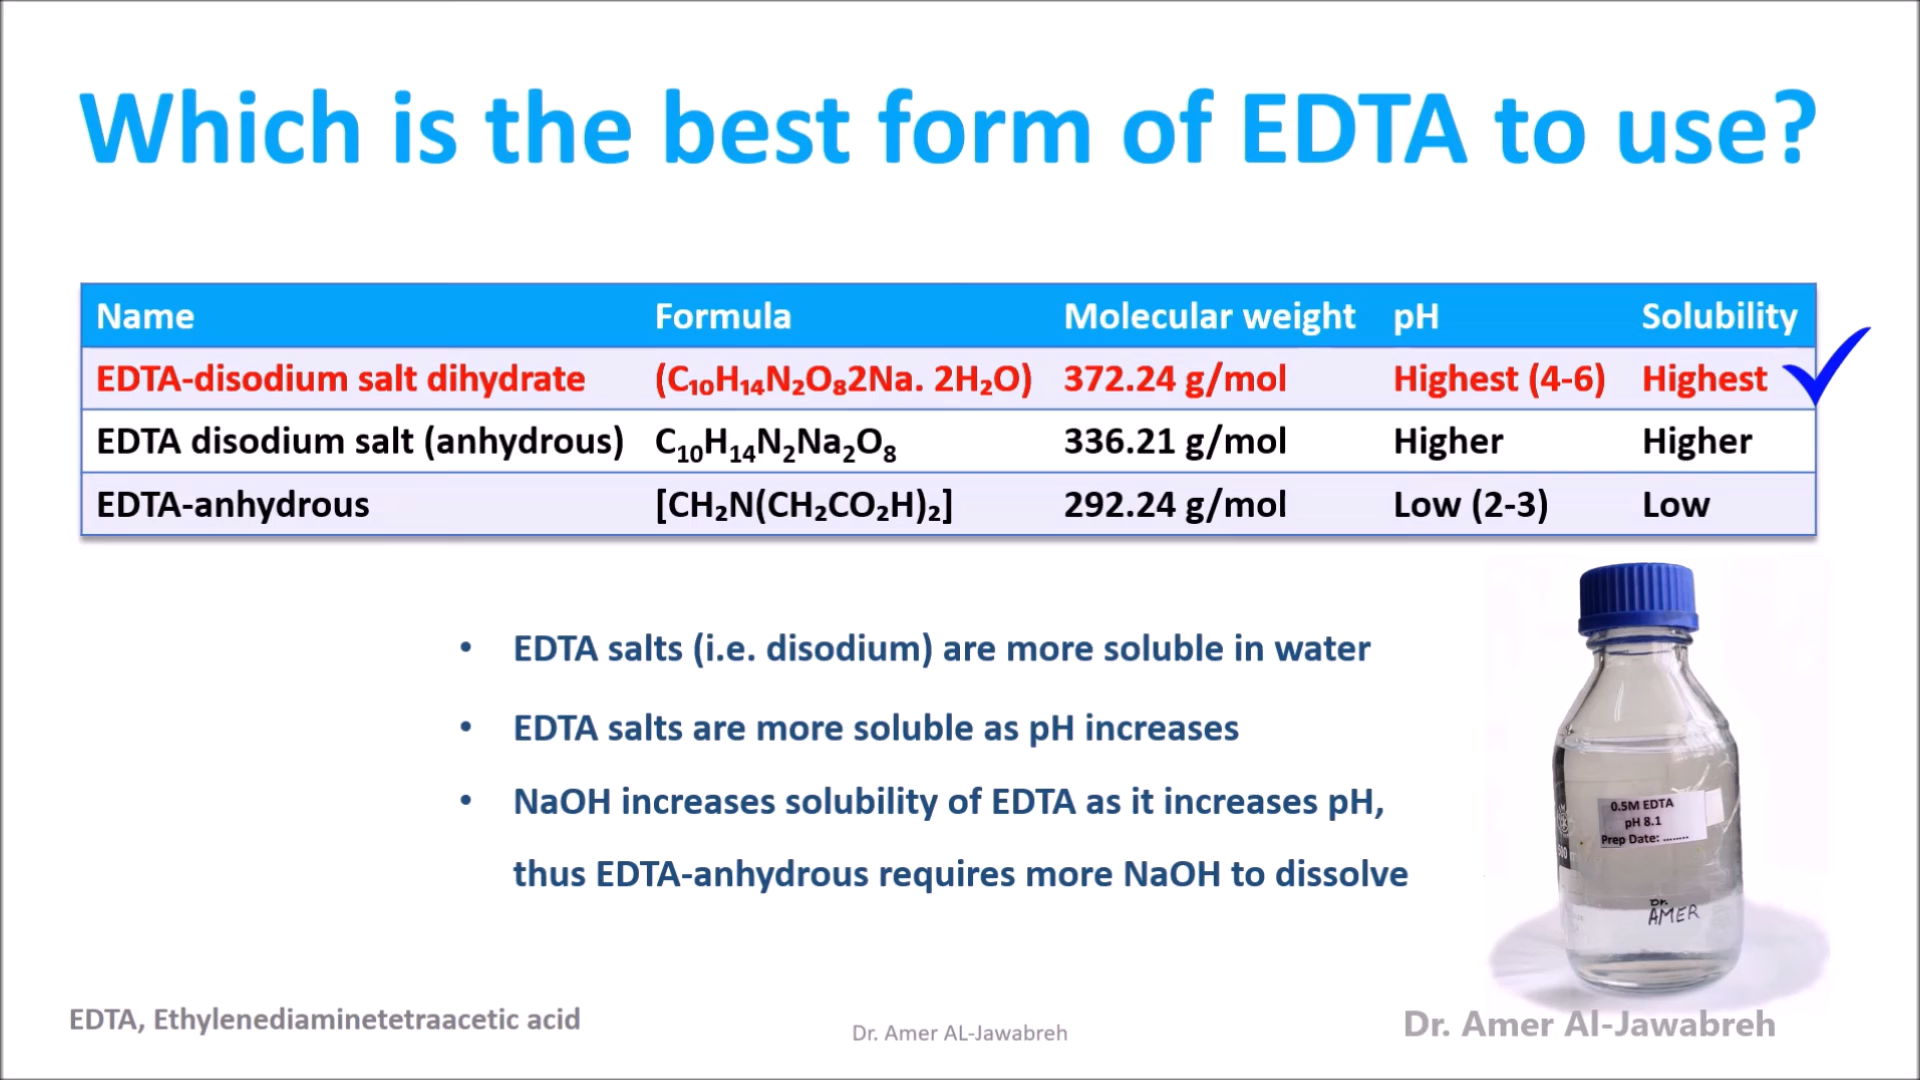 Which is the best form of EDTA to use?
Name Formula Molecular weight pH Solubility
EDTA-disodium salt dihydrate (C₁₀H₁₄N₂O₈2Na. 2H₂O) 372.24 g/mol Highest (4-6) Highest
EDTA disodium salt (anhydrous) C₁₀H₁₄N₂Na₂O₈ 336.21 g/mol Higher Higher
EDTA-anhydrous [CH₂N(CH₂CO₂H)₂] 292.24 g/mol Low (2-3) Low
• EDTA salts (i.e. disodium) are more soluble in water
• EDTA salts are more soluble as pH increases
• NaOH increases solubility of EDTA as it increases pH,
thus EDTA-anhydrous requires more NaOH to dissolve
0.5M EDTA
pH 8.1
Prep Date: ........
Dr.
AMER
EDTA, Ethylenediaminetetraacetic acid
Dr. Amer AL-Jawabreh
Dr. Amer Al-Jawabreh